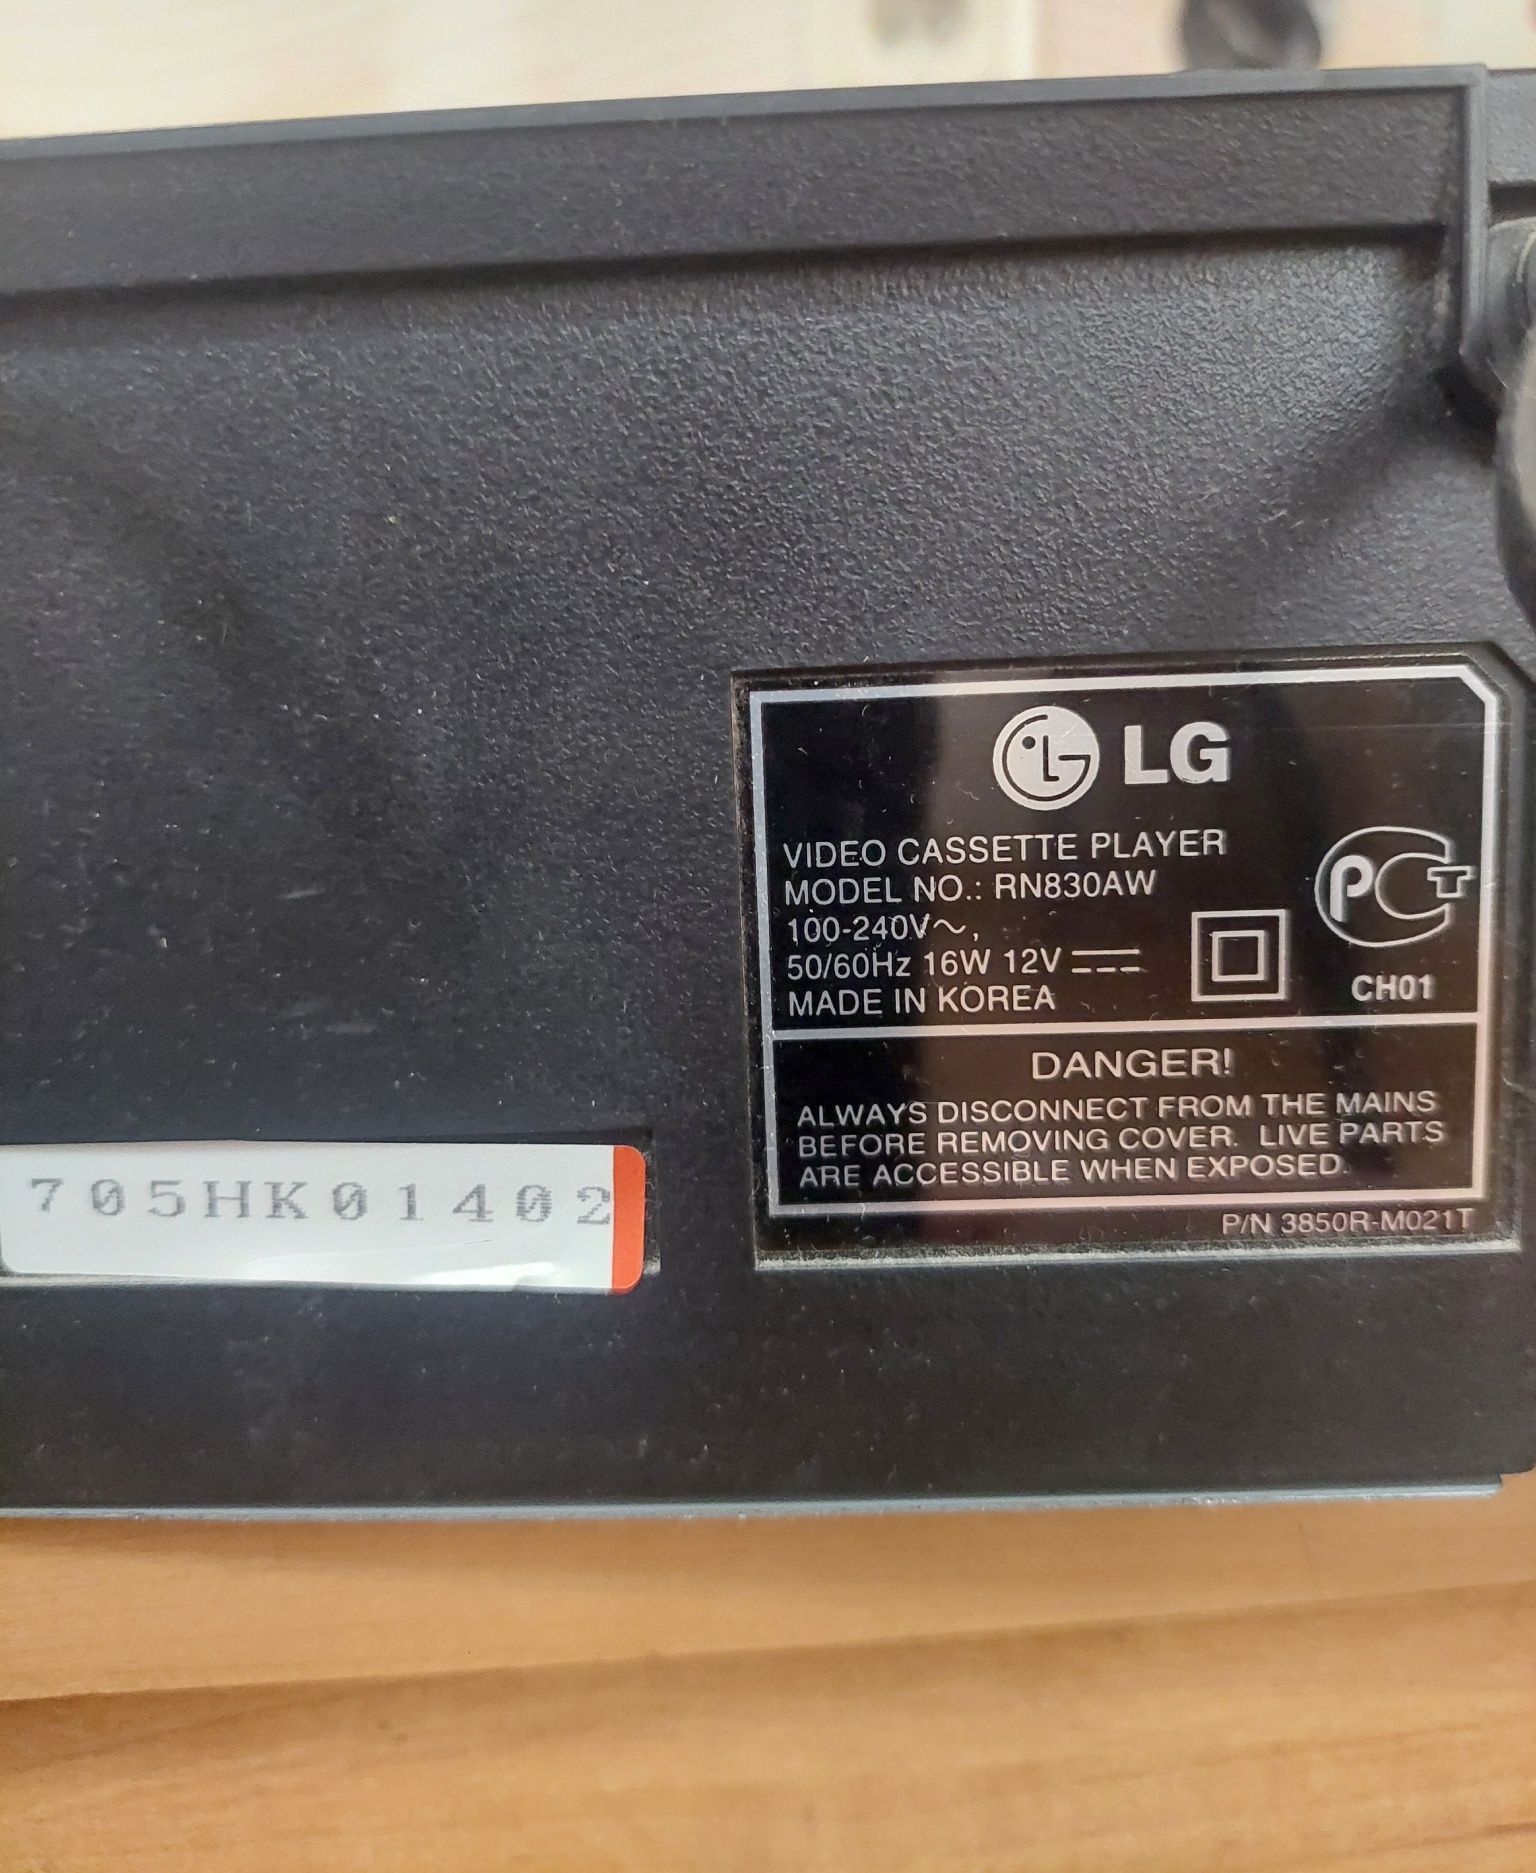 LG
VIDEO CASSETTE PLAYER
MODEL NO.: RN830AW
100-240V~,
50/60Hz 16W 12V
MADE IN KOREA
PCT
CH01
DANGER!
ALWAYS DISCONNECT FROM THE MAINS
BEFORE REMOVING COVER. LIVE PARTS
ARE ACCESSIBLE WHEN EXPOSED.
P/N 3850R-M021T
705HK01402